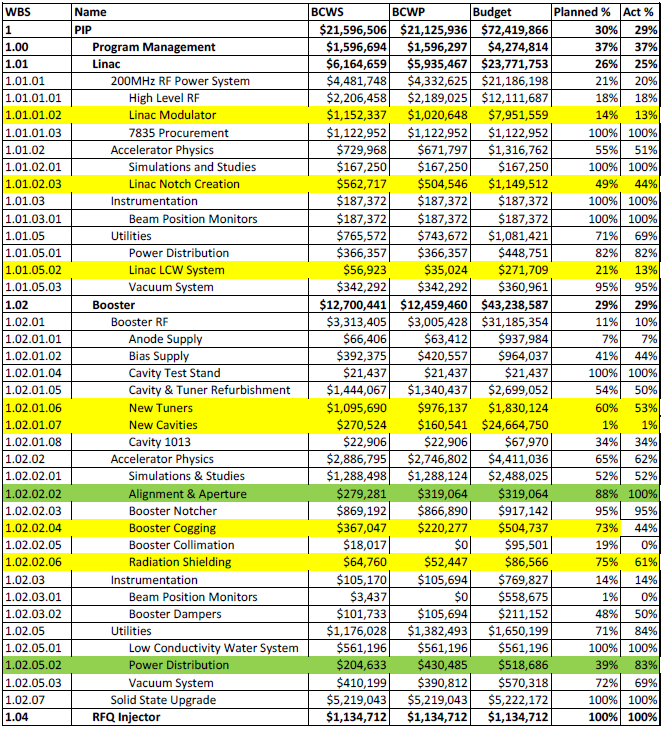 WBS Name BCWS BCWP Budget Planned % Act %
1 PIP $21,596,506 $21,125,936 $72,419,866 30% 29%
1.00 Program Management $1,596,694 $1,596,297 $4,274,814 37% 37%
1.01 Linac $6,164,659 $5,935,467 $23,771,753 26% 25%
1.01.01 200MHz RF Power System $4,481,748 $4,332,625 $21,186,198 21% 20%
1.01.01.01 High Level RF $2,206,458 $2,189,025 $12,111,687 18% 18%
1.01.01.02 Linac Modulator $1,152,337 $1,020,648 $7,951,559 14% 13%
1.01.01.03 7835 Procurement $1,122,952 $1,122,952 $1,122,952 100% 100%
1.01.02 Accelerator Physics $729,968 $671,797 $1,316,762 55% 51%
1.01.02.01 Simulations and Studies $167,250 $167,250 $167,250 100% 100%
1.01.02.03 Linac Notch Creation $562,717 $504,546 $1,149,512 49% 44%
1.01.03 Instrumentation $187,372 $187,372 $187,372 100% 100%
1.01.03.01 Beam Position Monitors $187,372 $187,372 $187,372 100% 100%
1.01.05 Utilities $765,572 $743,672 $1,081,421 71% 69%
1.01.05.01 Power Distribution $366,357 $366,357 $448,751 82% 82%
1.01.05.02 Linac LCW System $56,923 $35,024 $271,709 21% 13%
1.01.05.03 Vacuum System $342,292 $342,292 $360,961 95% 95%
1.02 Booster $12,700,441 $12,459,460 $43,238,587 29% 29%
1.02.01 Booster RF $3,313,405 $3,005,428 $31,185,354 11% 10%
1.02.01.01 Anode Supply $66,406 $63,412 $937,984 7% 7%
1.02.01.02 Bias Supply $392,375 $420,557 $964,037 41% 44%
1.02.01.04 Cavity Test Stand $21,437 $21,437 $21,437 100% 100%
1.02.01.05 Cavity & Tuner Refurbishment $1,444,067 $1,340,437 $2,699,052 54% 50%
1.02.01.06 New Tuners $1,095,690 $976,137 $1,830,124 60% 53%
1.02.01.07 New Cavities $270,524 $160,541 $24,664,750 1% 1%
1.02.01.08 Cavity 1013 $22,906 $22,906 $67,970 34% 34%
1.02.02 Accelerator Physics $2,886,795 $2,746,802 $4,411,036 65% 62%
1.02.02.01 Simulations & Studies $1,288,498 $1,288,124 $2,488,025 52% 52%
1.02.02.02 Alignment & Aperture $279,281 $319,064 $319,064 88% 100%
1.02.02.03 Booster Notcher $869,192 $866,890 $917,142 95% 95%
1.02.02.04 Booster Cogging $367,047 $220,277 $504,737 73% 44%
1.02.02.05 Booster Collimation $18,017 $0 $95,501 19% 0%
1.02.02.06 Radiation Shielding $64,760 $52,447 $86,566 75% 61%
1.02.03 Instrumentation $105,170 $105,694 $769,827 14% 14%
1.02.03.01 Beam Position Monitors $3,437 $0 $558,675 1% 0%
1.02.03.02 Booster Dampers $101,733 $105,694 $211,152 48% 50%
1.02.05 Utilities $1,176,028 $1,382,493 $1,650,199 71% 84%
1.02.05.01 Low Conductivity Water System $561,196 $561,196 $561,196 100% 100%
1.02.05.02 Power Distribution $204,633 $430,485 $518,686 39% 83%
1.02.05.03 Vacuum System $410,199 $390,812 $570,318 72% 69%
1.02.07 Solid State Upgrade $5,219,043 $5,219,043 $5,222,172 100% 100%
1.04 RFQ Injector $1,134,712 $1,134,712 $1,134,712 100% 100%